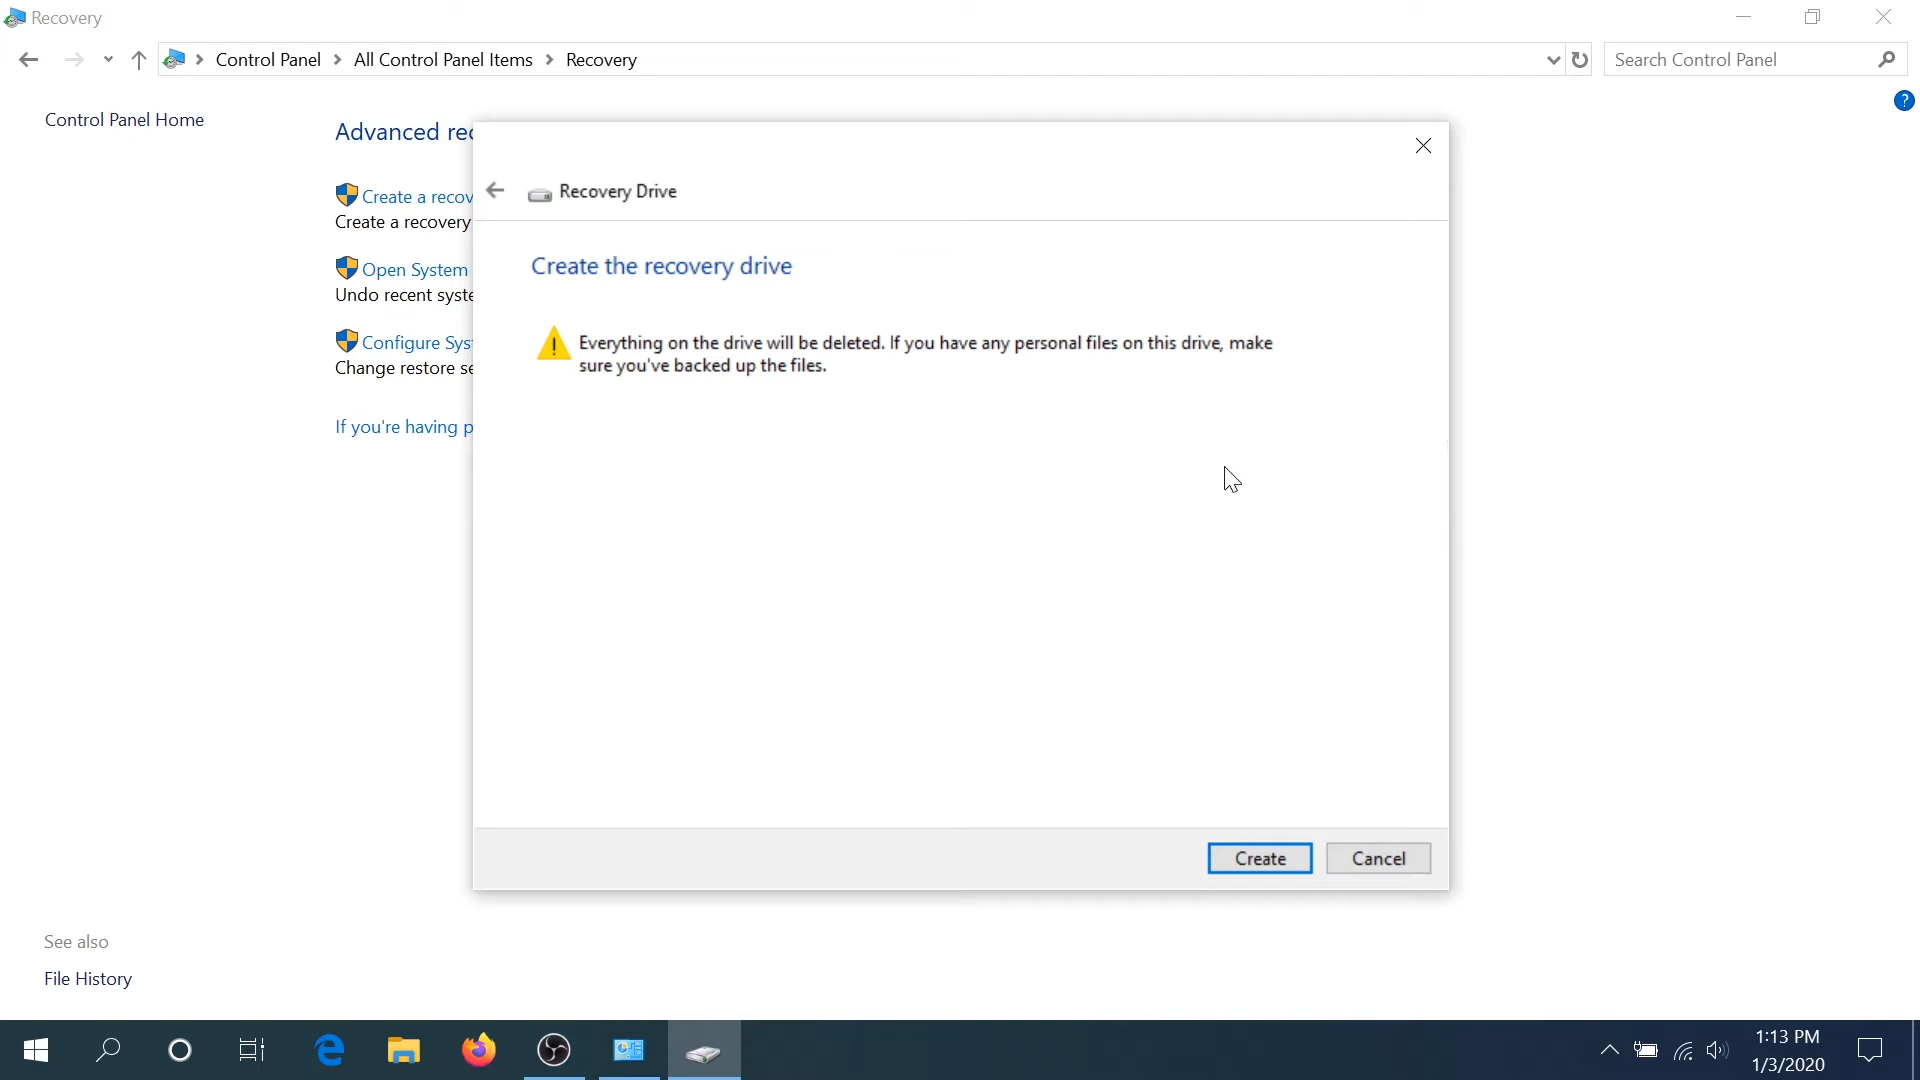 Recovery
Control Panel > All Control Panel Items > Recovery
Search Control Panel
?
Control Panel Home
Advanced rec
Create a recov
Create a recovery
Open System
Undo recent syste
Configure Sys
Change restore se
If you're having p
Recovery Drive
Create the recovery drive
Everything on the drive will be deleted. If you have any personal files on this drive, make
sure you've backed up the files.
Create
Cancel
See also
File History
1:13 PM
1/3/2020